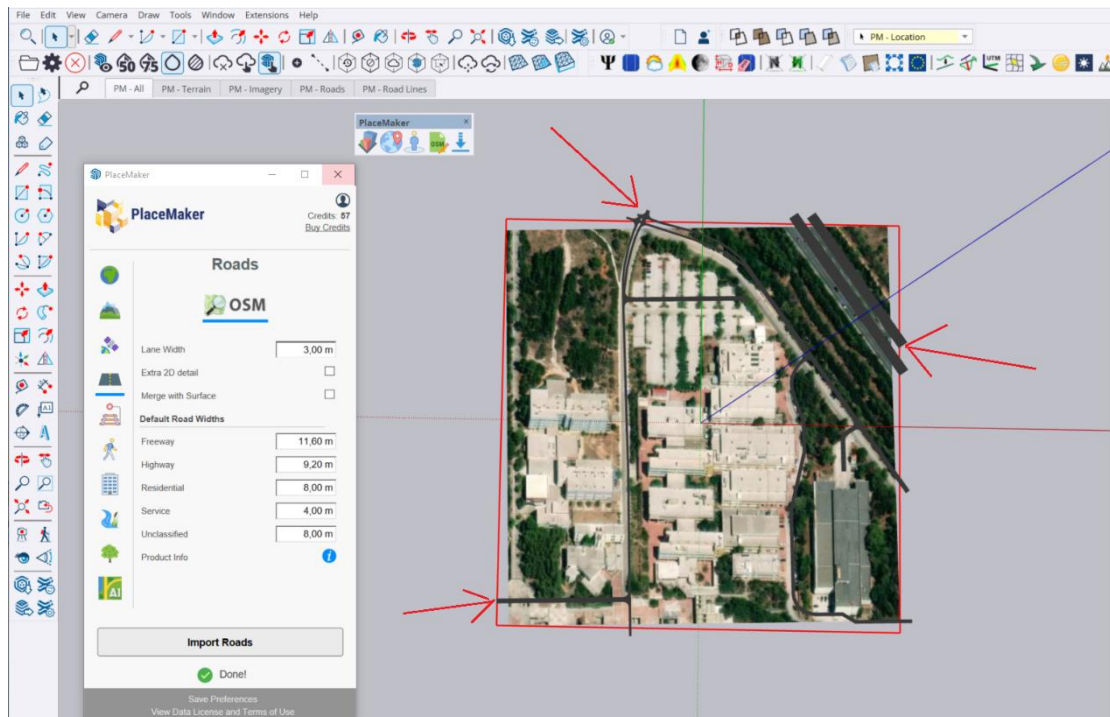 File Edit View Camera Draw Tools Window Extensions Help
PM - Location
PM - All PM - Terrain PM - Imagery PM - Roads PM - Road Lines
PlaceMaker ×
OSM
PlaceMaker
PlaceMaker
Credits: 57
Buy Credits
Roads
OSM
Lane Width 3,00 m
Extra 2D detail
Merge with Surface
Default Road Widths
Freeway 11,60 m
Highway 9,20 m
Residential 8,00 m
Service 4,00 m
Unclassified 8,00 m
Product Info i
AI
Import Roads
Done!
Save Preferences
View Data License and Terms of Use